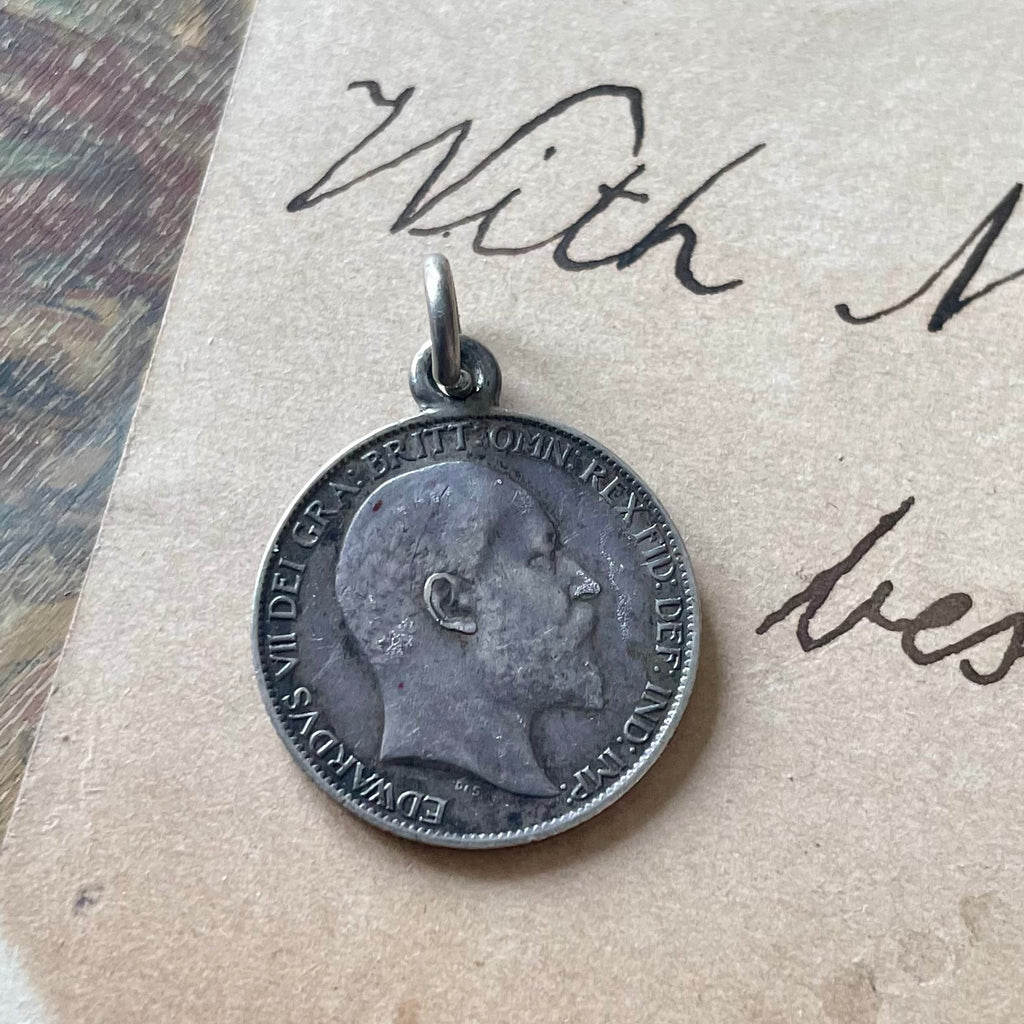 With
bes
EDWARDVS VII DEI GRA: BRITT: OMN: REX FID: DEF: IND: IMP: